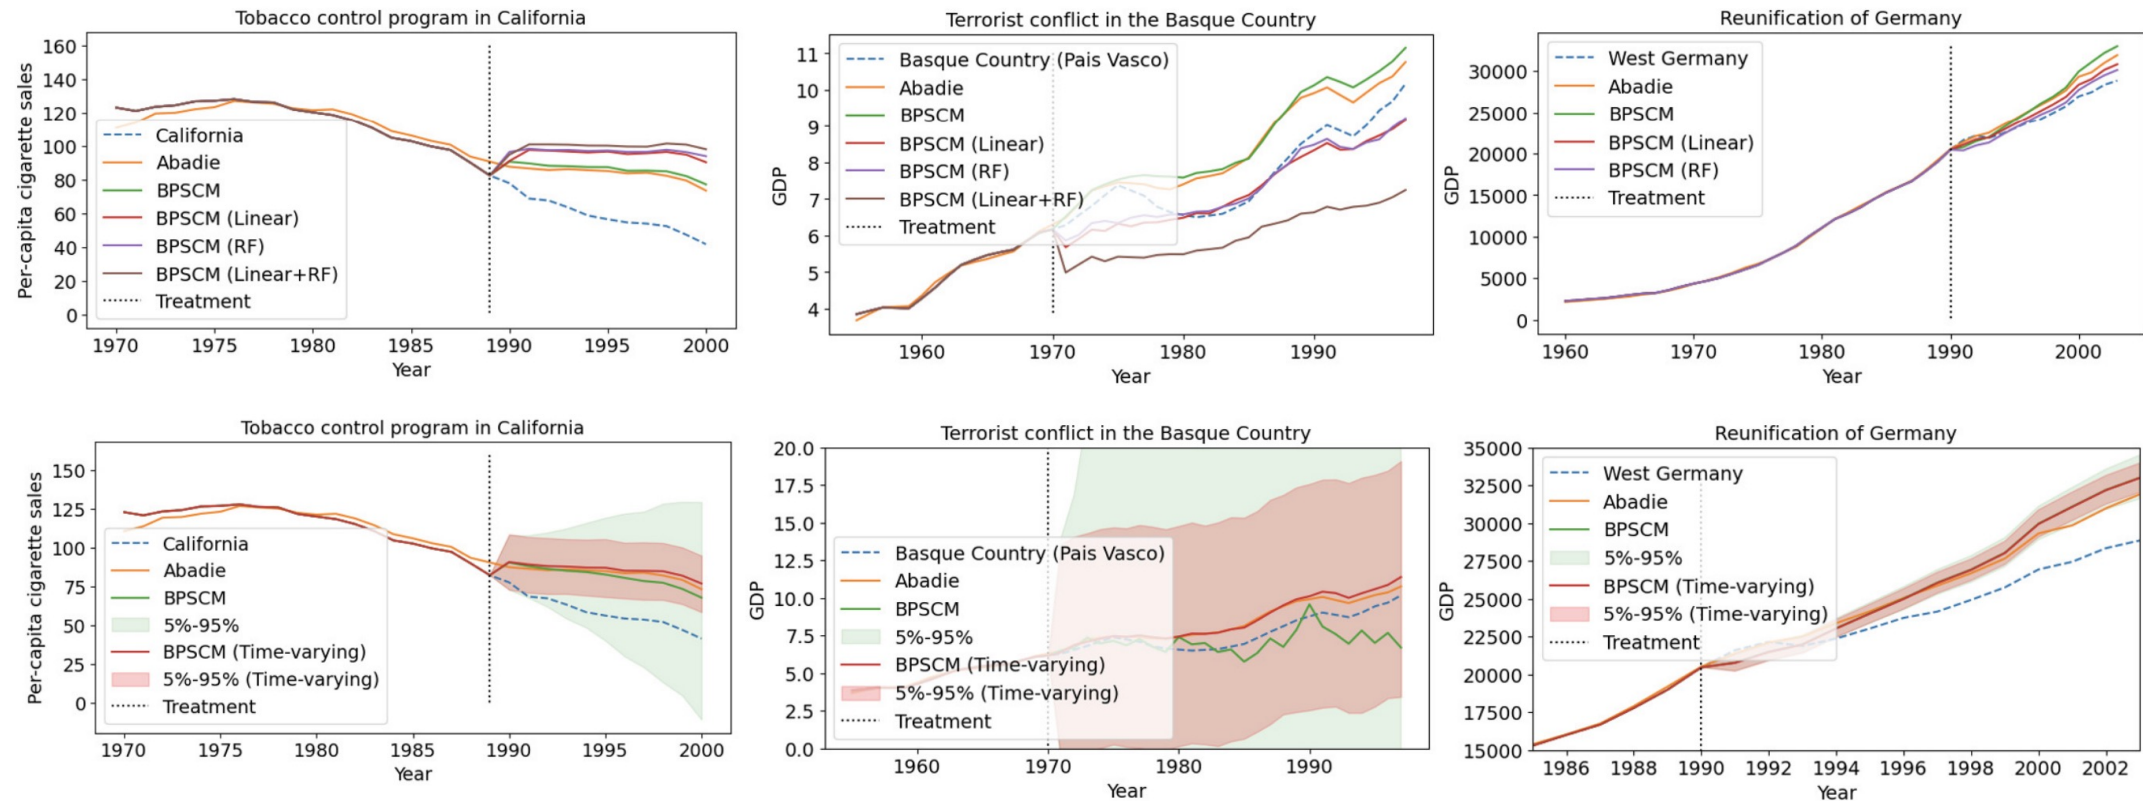 Tobacco control program in California
Per-capita cigarette sales
160
140
120
100
80
60
40
20
0
California
Abadie
BPSCM
BPSCM (Linear)
BPSCM (RF)
BPSCM (Linear+RF)
Treatment
1970 1975 1980 1985 1990 1995 2000
Year
Terrorist conflict in the Basque Country
GDP
11
10
9
8
7
6
5
4
Basque Country (Pais Vasco)
Abadie
BPSCM
BPSCM (Linear)
BPSCM (RF)
BPSCM (Linear+RF)
Treatment
1960 1970 1980 1990
Year
Reunification of Germany
GDP
30000
25000
20000
15000
10000
5000
0
West Germany
Abadie
BPSCM
BPSCM (Linear)
BPSCM (RF)
Treatment
1960 1970 1980 1990 2000
Year
Tobacco control program in California
Per-capita cigarette sales
150
125
100
75
50
25
0
California
Abadie
BPSCM
5%-95%
BPSCM (Time-varying)
5%-95% (Time-varying)
Treatment
1970 1975 1980 1985 1990 1995 2000
Year
Terrorist conflict in the Basque Country
GDP
20.0
17.5
15.0
12.5
10.0
7.5
5.0
2.5
0.0
Basque Country (Pais Vasco)
Abadie
BPSCM
5%-95%
BPSCM (Time-varying)
5%-95% (Time-varying)
Treatment
1960 1970 1980 1990
Year
Reunification of Germany
GDP
35000
32500
30000
27500
25000
22500
20000
17500
15000
West Germany
Abadie
BPSCM
5%-95%
BPSCM (Time-varying)
5%-95% (Time-varying)
Treatment
1986 1988 1990 1992 1994 1996 1998 2000 2002
Year